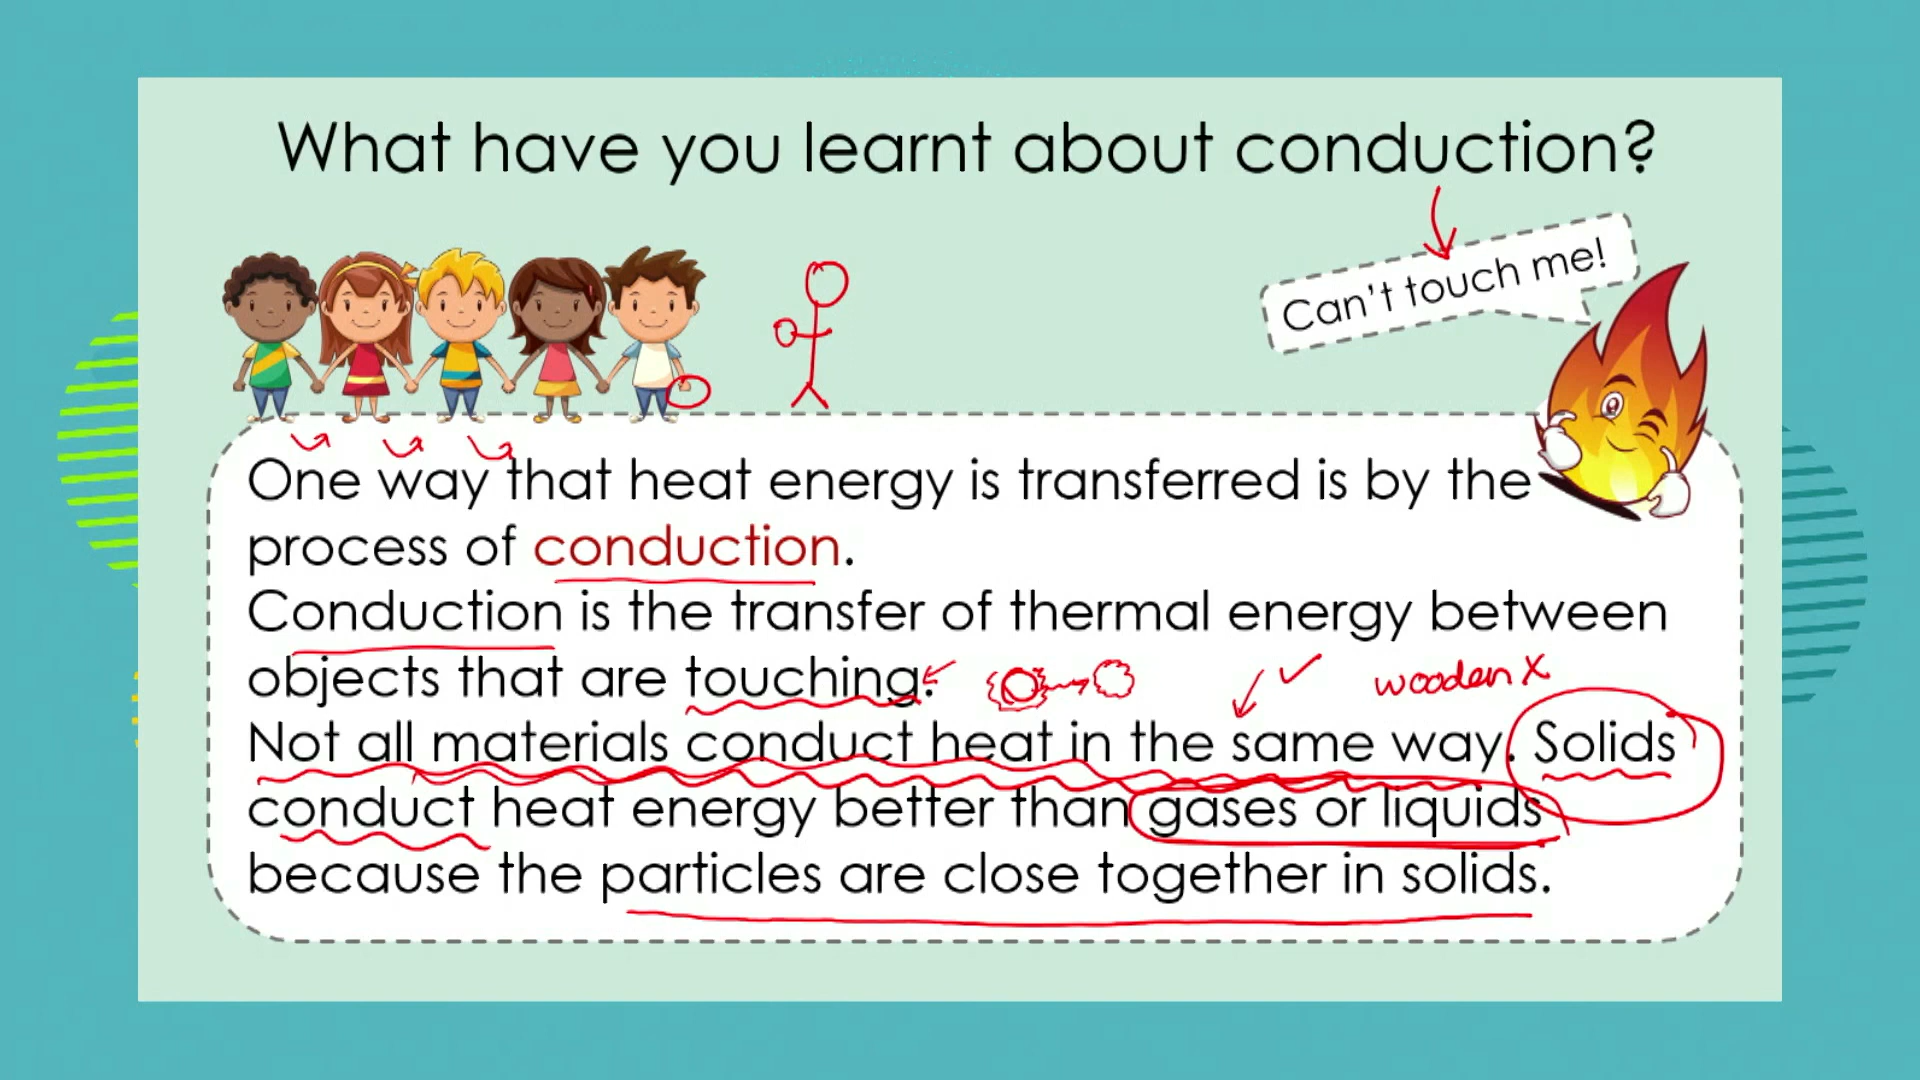 What have you learnt about conduction?
Can't touch me!
One way that heat energy is transferred is by the
process of conduction.
Conduction is the transfer of thermal energy between
objects that are touching.
wooden X
Not all materials conduct heat in the same way. Solids
conduct heat energy better than gases or liquids
because the particles are close together in solids.